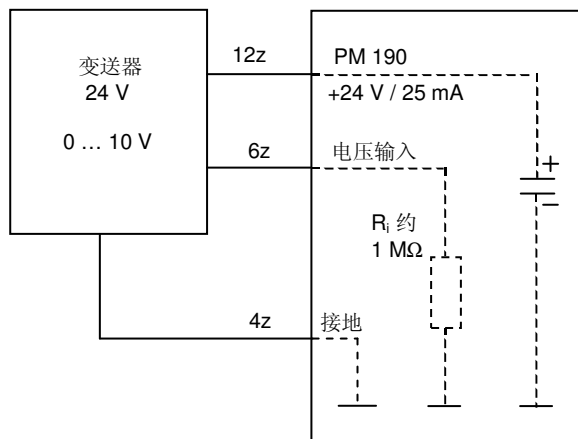 变送器
24 V
0 … 10 V
12z
PM 190
+24 V / 25 mA
6z
电压输入
+
−
Ri 约
1 MΩ
4z
接地